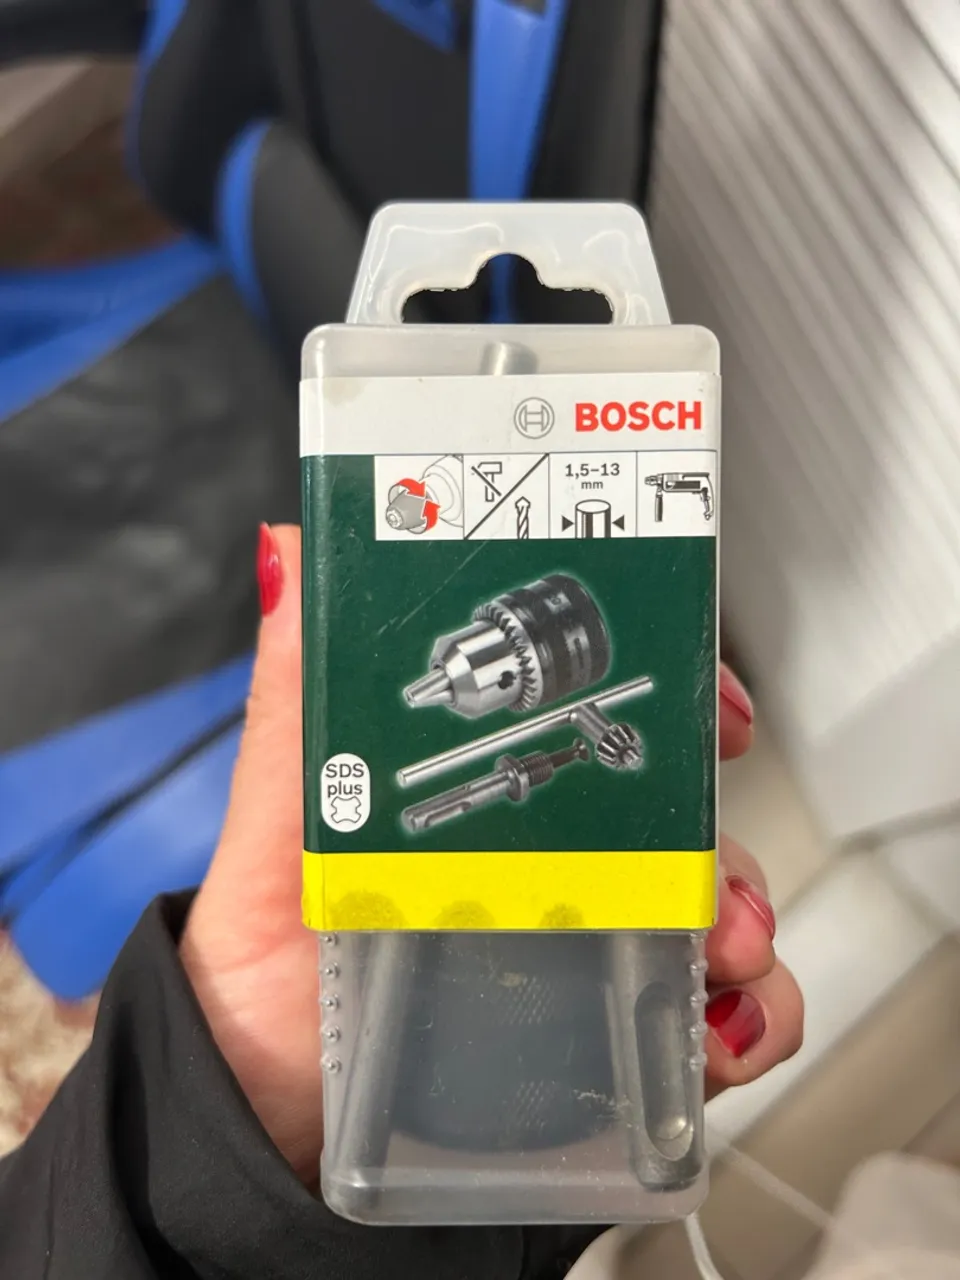 BOSCH
1,5–13
mm
SDS
plus